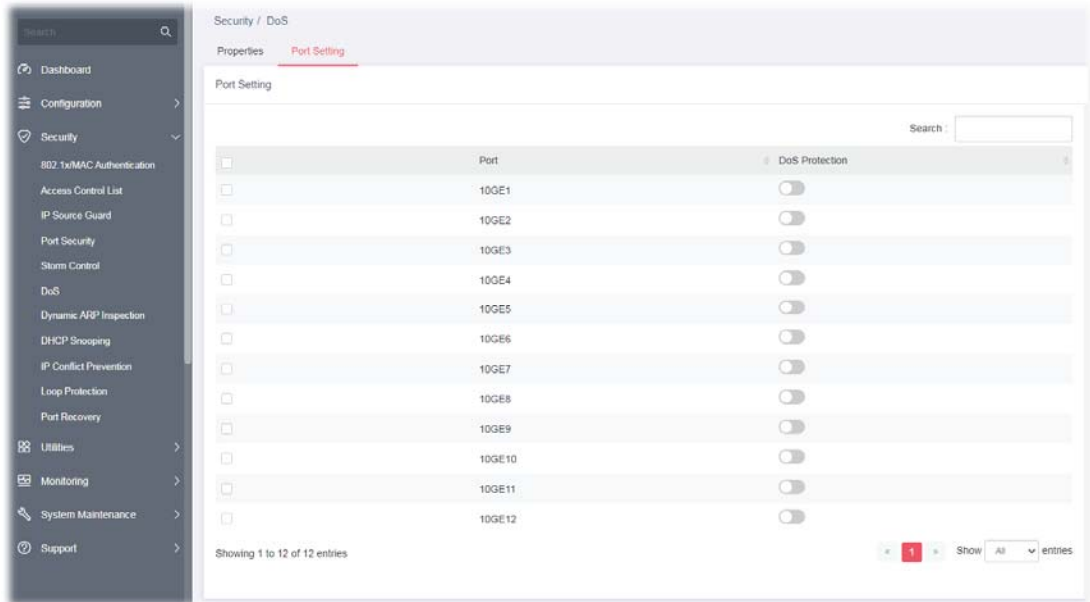 Search
Dashboard
Configuration
Security
802.1x/MAC Authentication
Access Control List
IP Source Guard
Port Security
Storm Control
DoS
Dynamic ARP Inspection
DHCP Snooping
IP Conflict Prevention
Loop Protection
Port Recovery
Utilities
Monitoring
System Maintenance
Support
Security / DoS
Properties Port Setting
Port Setting
Search :
Port DoS Protection
10GE1
10GE2
10GE3
10GE4
10GE5
10GE6
10GE7
10GE8
10GE9
10GE10
10GE11
10GE12
Showing 1 to 12 of 12 entries
« 1 » Show All entries